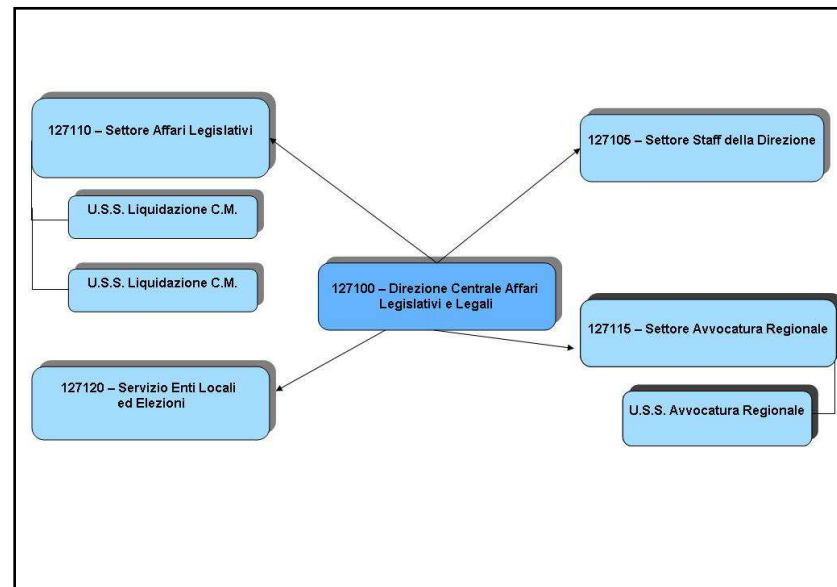 127110 – Settore Affari Legislativi
U.S.S. Liquidazione C.M.
U.S.S. Liquidazione C.M.
127105 – Settore Staff della Direzione
127100 – Direzione Centrale Affari
Legislativi e Legali
127115 – Settore Avvocatura Regionale
U.S.S. Avvocatura Regionale
127120 – Servizio Enti Locali
ed Elezioni